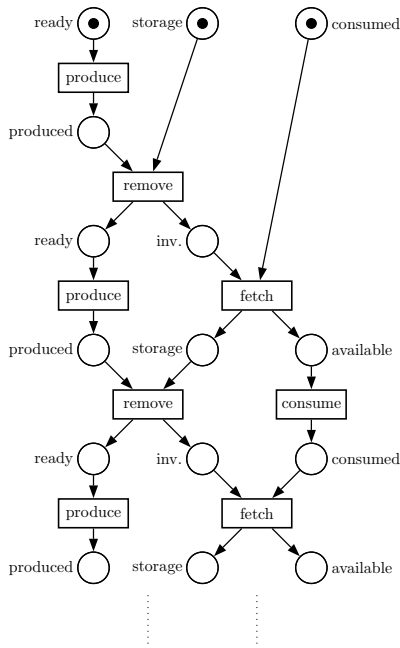 ready storage consumed
produce
produced
remove
ready inv.
produce fetch
produced storage available
remove consume
ready inv. consumed
produce fetch
produced storage available